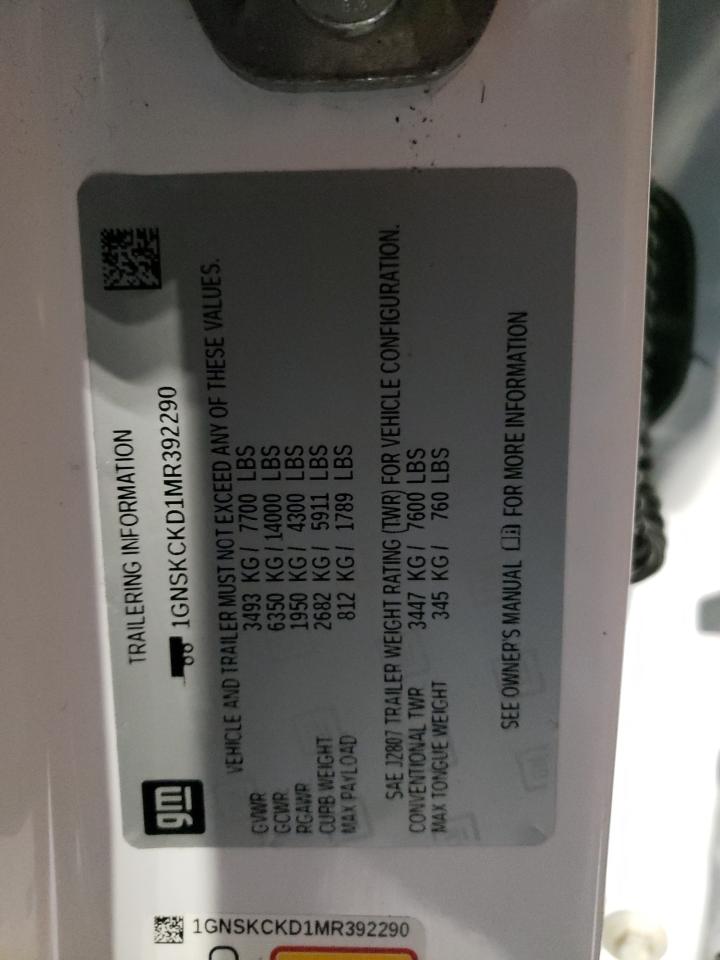 gm
TRAILERING INFORMATION
1GNSKCKD1MR392290
VEHICLE AND TRAILER MUST NOT EXCEED ANY OF THESE VALUES.
GVWR 3493 KG / 7700 LBS
GCWR 6350 KG / 14000 LBS
RGAWR 1950 KG / 4300 LBS
CURB WEIGHT 2682 KG / 5911 LBS
MAX PAYLOAD 812 KG / 1789 LBS
SAE J2807 TRAILER WEIGHT RATING (TWR) FOR VEHICLE CONFIGURATION.
CONVENTIONAL TWR 3447 KG / 7600 LBS
MAX TONGUE WEIGHT 345 KG / 760 LBS
SEE OWNER'S MANUAL FOR MORE INFORMATION
1GNSKCKD1MR392290